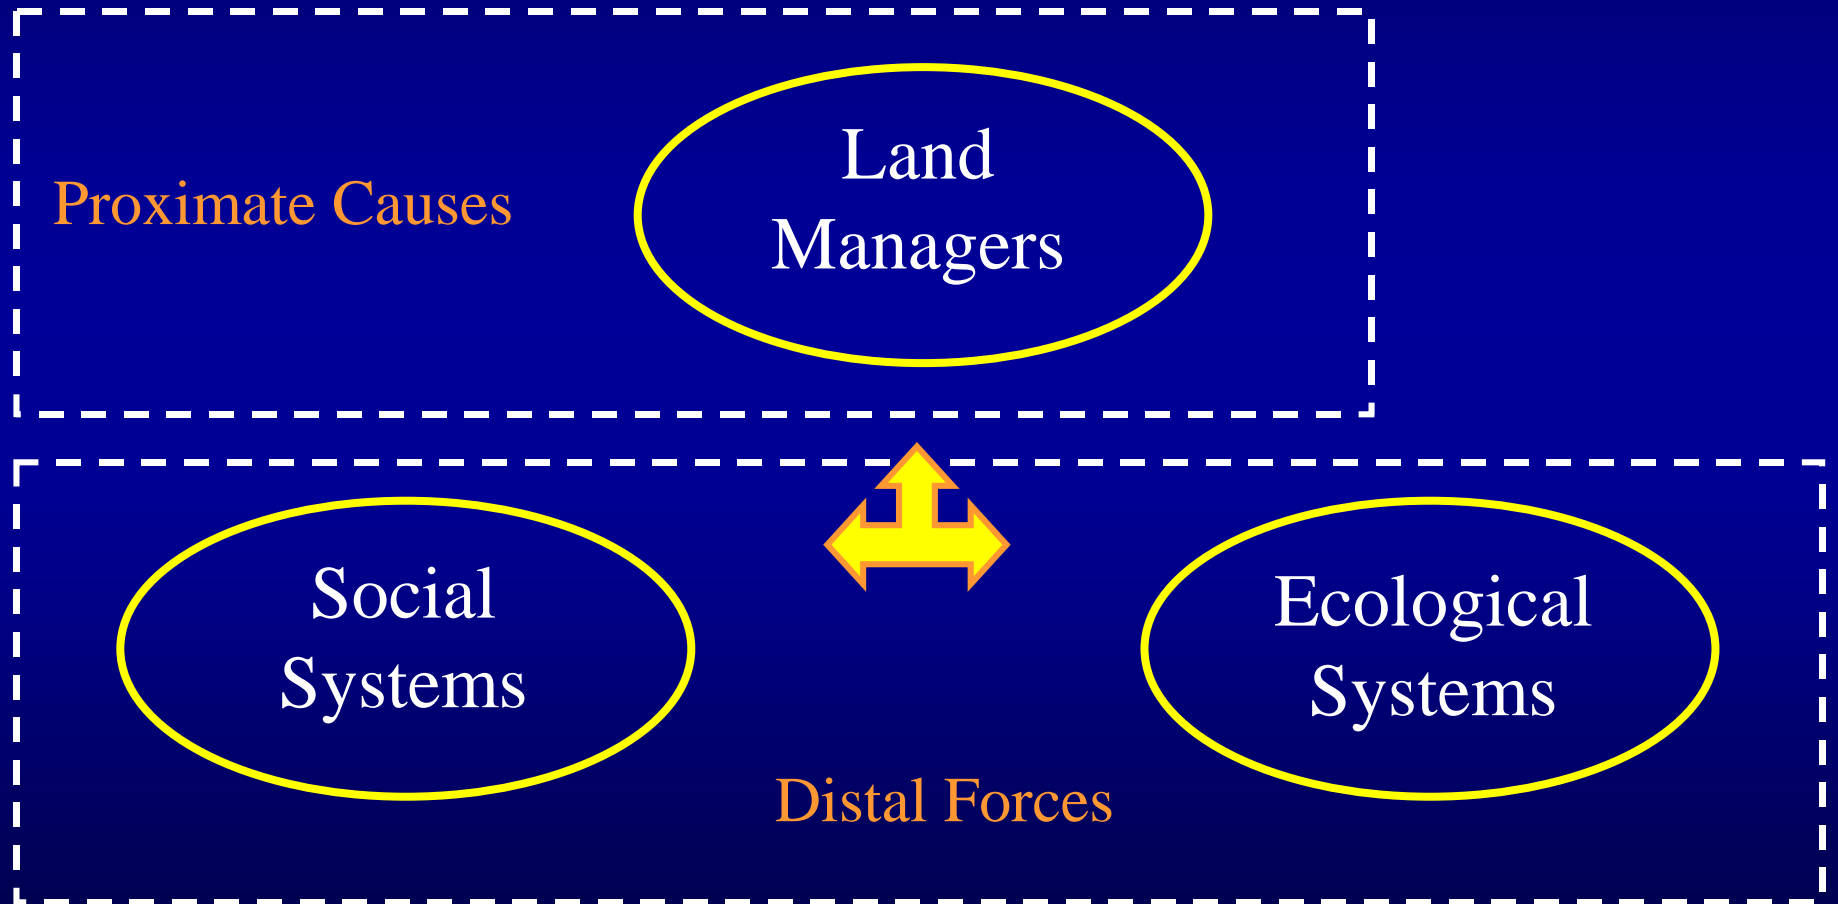 Proximate Causes
Land
Managers
Social
Systems
Ecological
Systems
Distal Forces